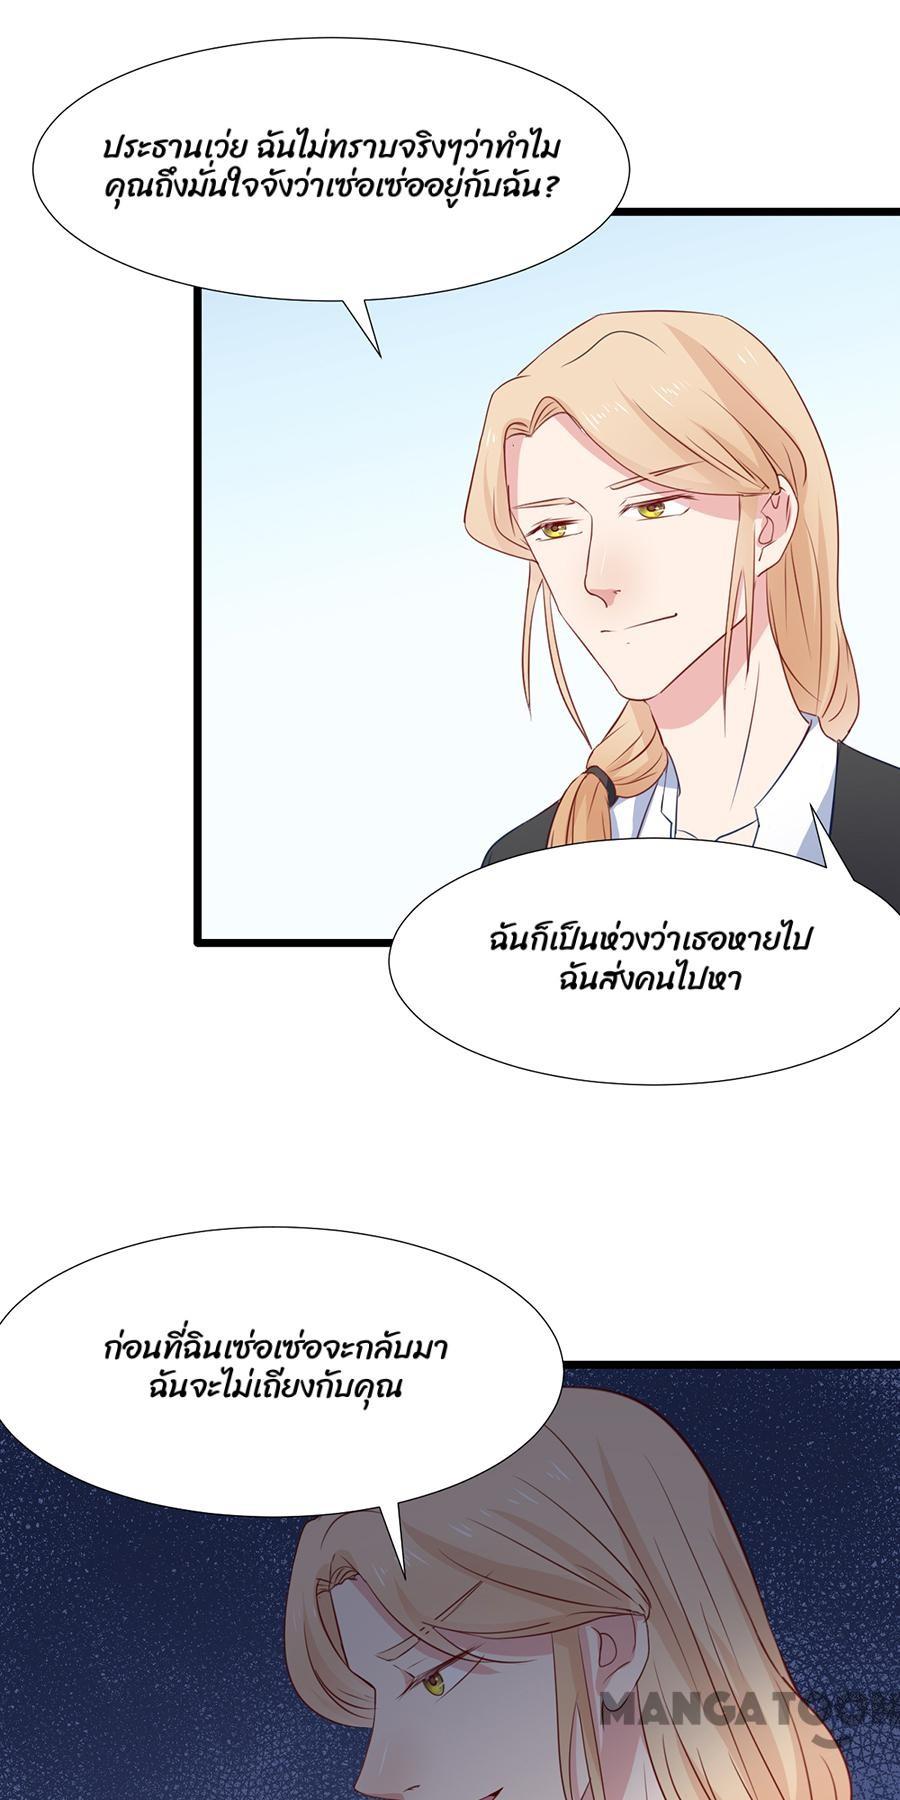 ประธานเว่ย ฉันไม่ทราบจริงๆว่าทำไม
คุณถึงมั่นใจจังว่าเซ่อเซ่ออยู่กับฉัน?
ฉันก็เป็นห่วงว่าเธอหายไป
ฉันส่งคนไปหา
ก่อนที่ฉินเซ่อเซ่อจะกลับมา
ฉันจะไม่เถียงกับคุณ
MANGATOON